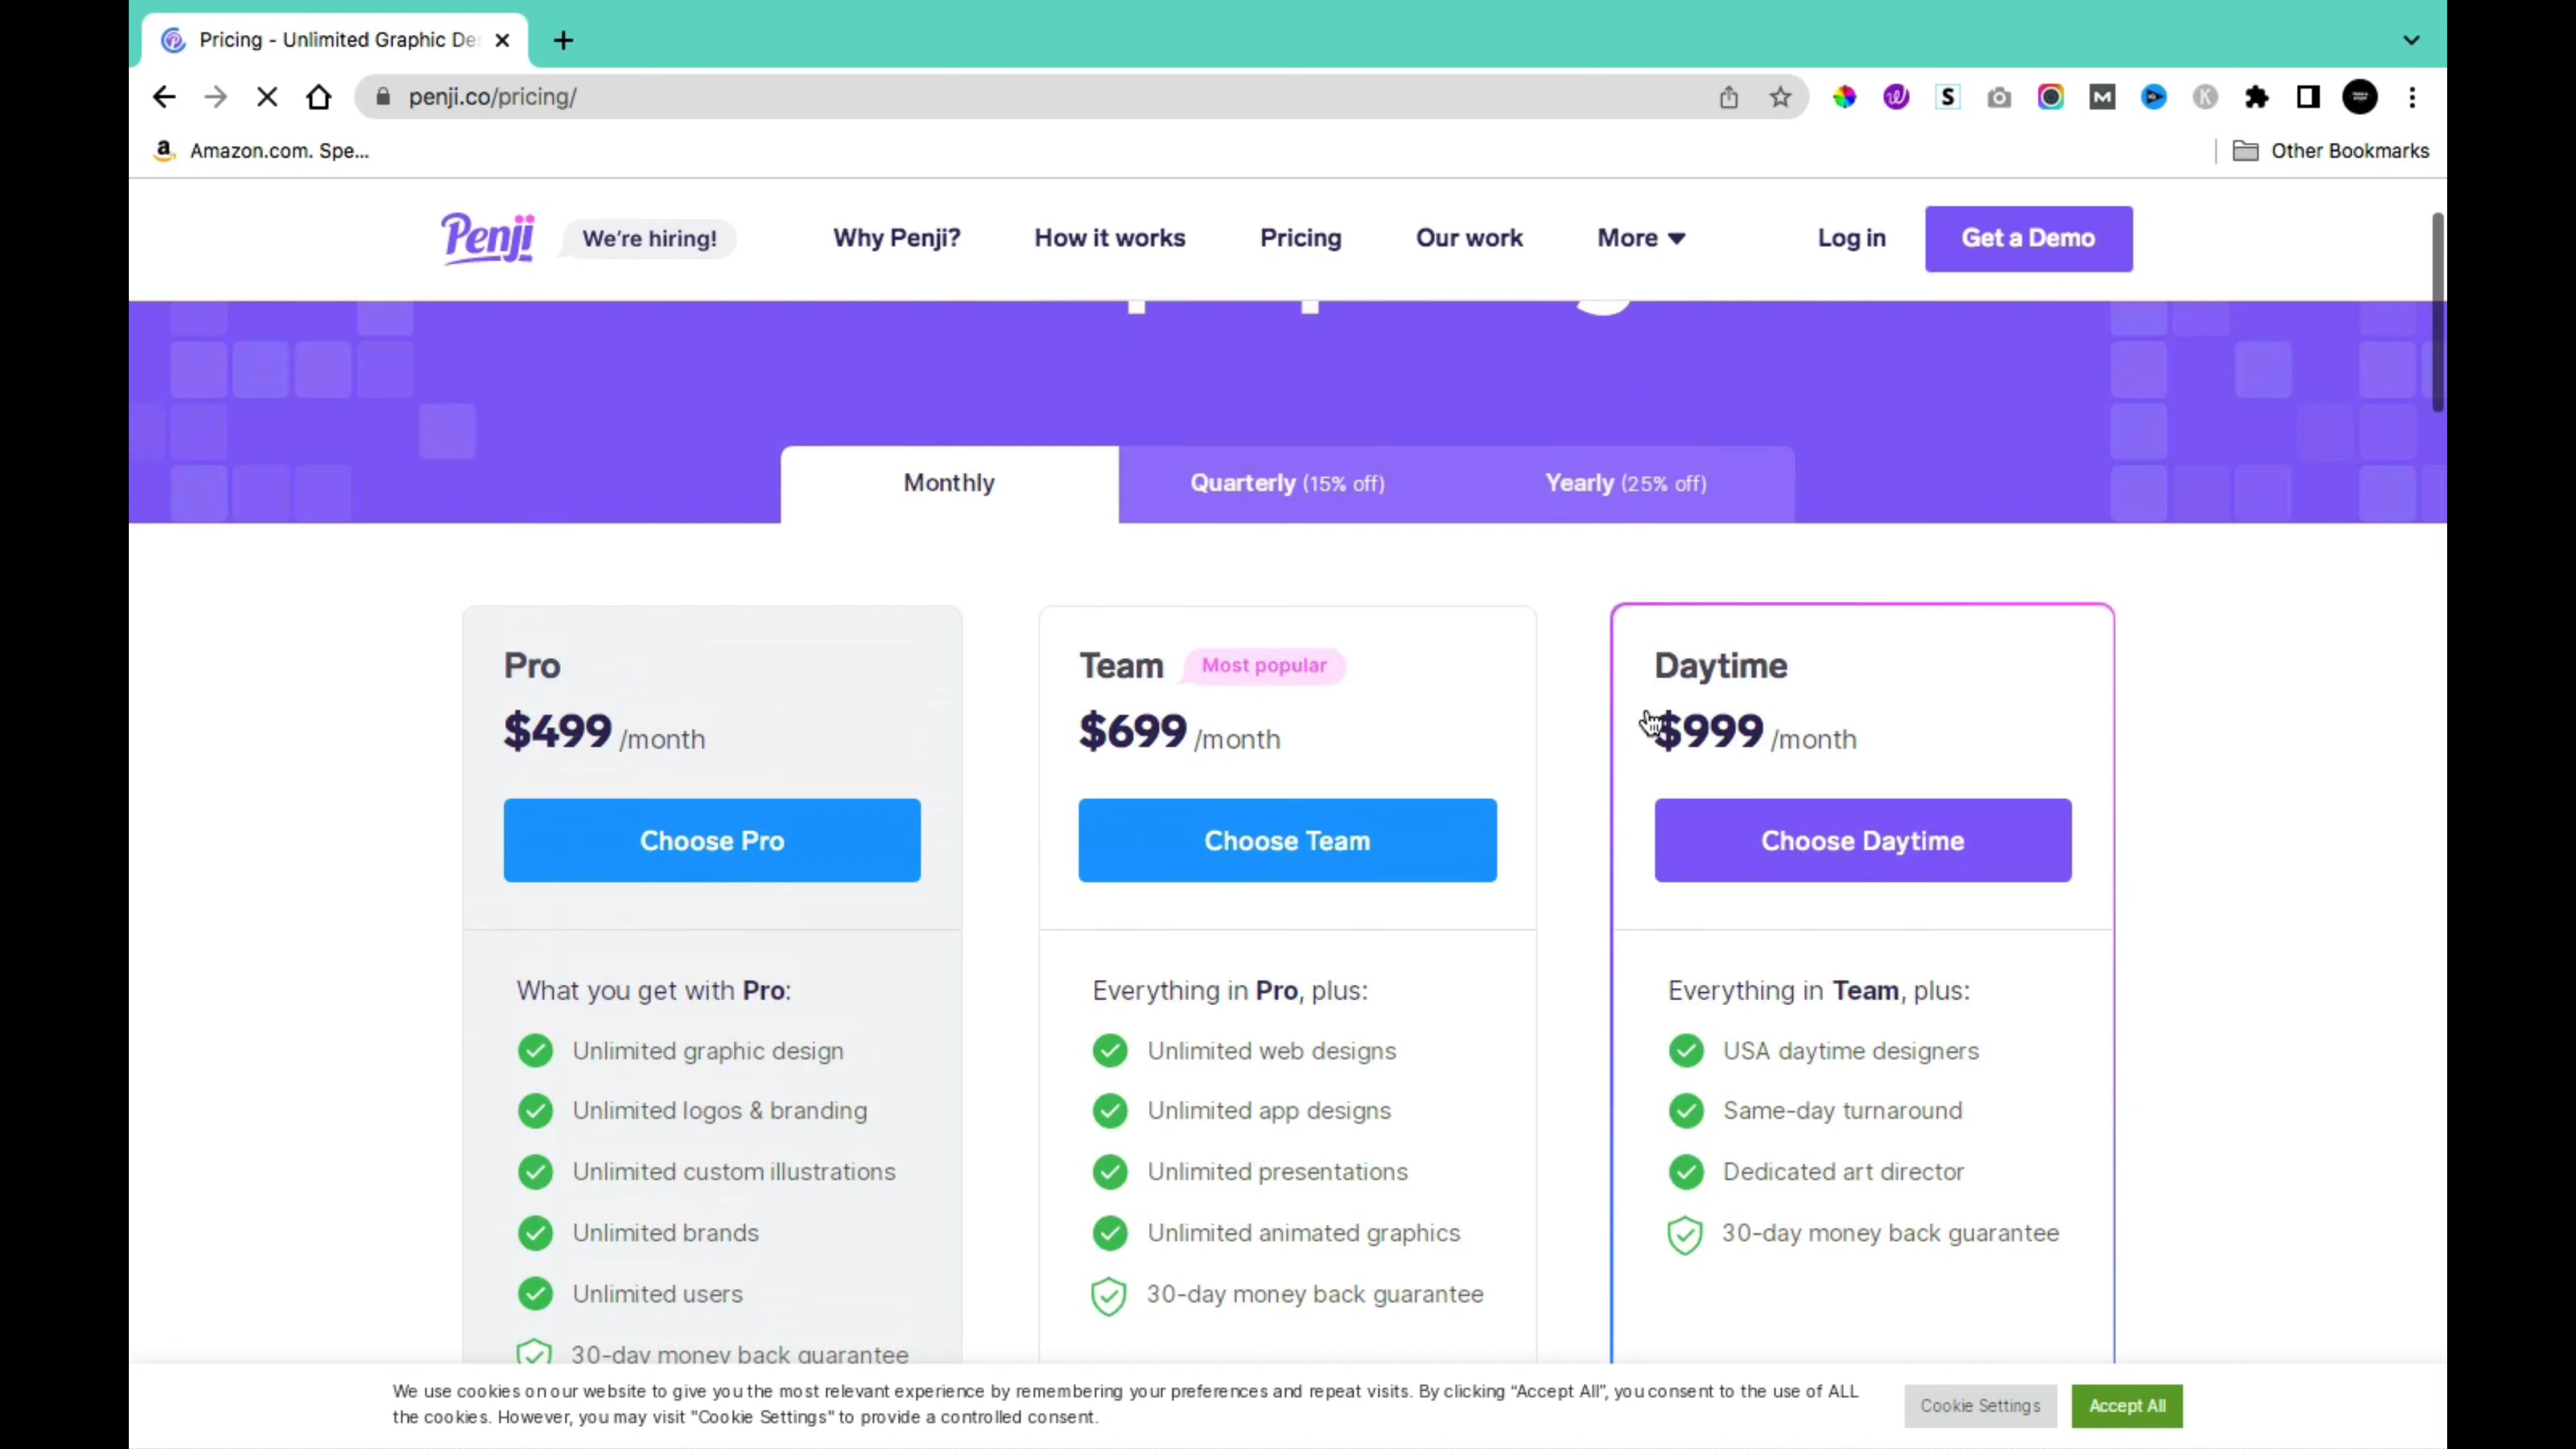 Pricing - Unlimited Graphic De
penji.co/pricing/
Amazon.com. Spe...
Other Bookmarks
Penji
We're hiring!
Why Penji?
How it works
Pricing
Our work
More
Log in
Get a Demo
Monthly
Quarterly (15% off)
Yearly (25% off)
Pro
$499 /month
Choose Pro
What you get with Pro:
Unlimited graphic design
Unlimited logos & branding
Unlimited custom illustrations
Unlimited brands
Unlimited users
30-day money back guarantee
Team
Most popular
$699 /month
Choose Team
Everything in Pro, plus:
Unlimited web designs
Unlimited app designs
Unlimited presentations
Unlimited animated graphics
30-day money back guarantee
Daytime
$999 /month
Choose Daytime
Everything in Team, plus:
USA daytime designers
Same-day turnaround
Dedicated art director
30-day money back guarantee
We use cookies on our website to give you the most relevant experience by remembering your preferences and repeat visits. By clicking “Accept All”, you consent to the use of ALL
the cookies. However, you may visit "Cookie Settings" to provide a controlled consent.
Cookie Settings
Accept All